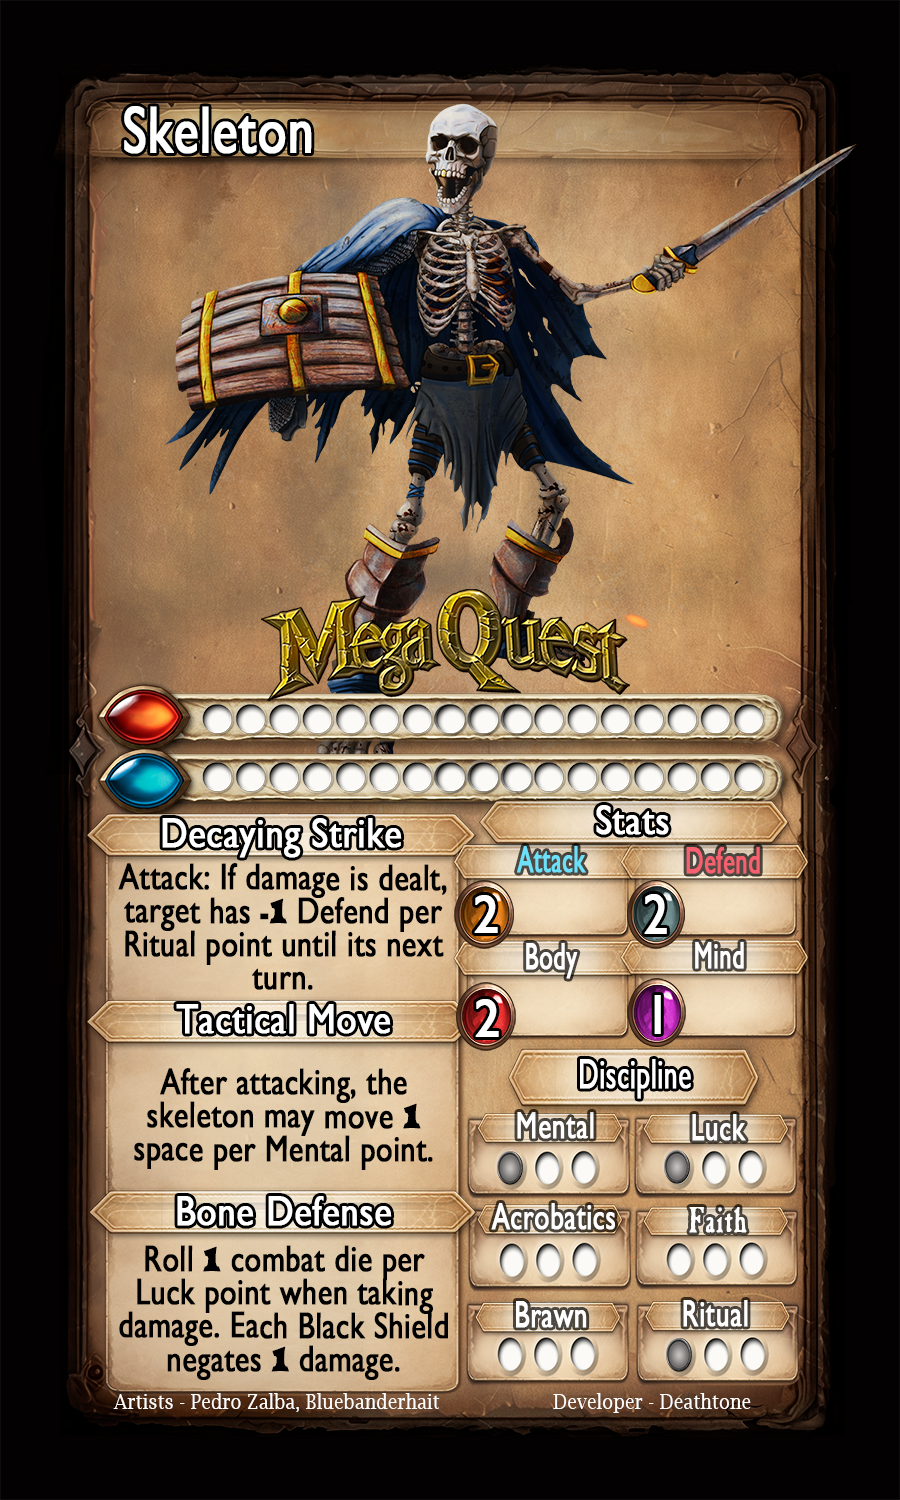 Skeleton
Mega Quest
Decaying Strike
Attack: If damage is dealt,
target has -1 Defend per
Ritual point until its next
turn.
Tactical Move
After attacking, the
skeleton may move 1
space per Mental point.
Bone Defense
Roll 1 combat die per
Luck point when taking
damage. Each Black Shield
negates 1 damage.
Stats
Attack
Defend
2
2
Body
Mind
2
1
Discipline
Mental
Luck
Acrobatics
Faith
Brawn
Ritual
Artists - Pedro Zalba, Bluebanderhait
Developer - Deathtone